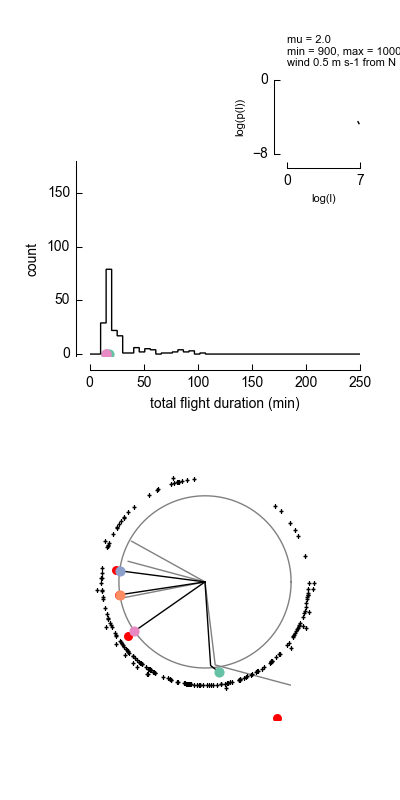 mu = 2.0
min = 900, max = 1000
wind 0.5 m s-1 from N
0
log(p(l))
−8
0 7
log(l)
150
100
50
0
count
0 50 100 150 200 250
total flight duration (min)